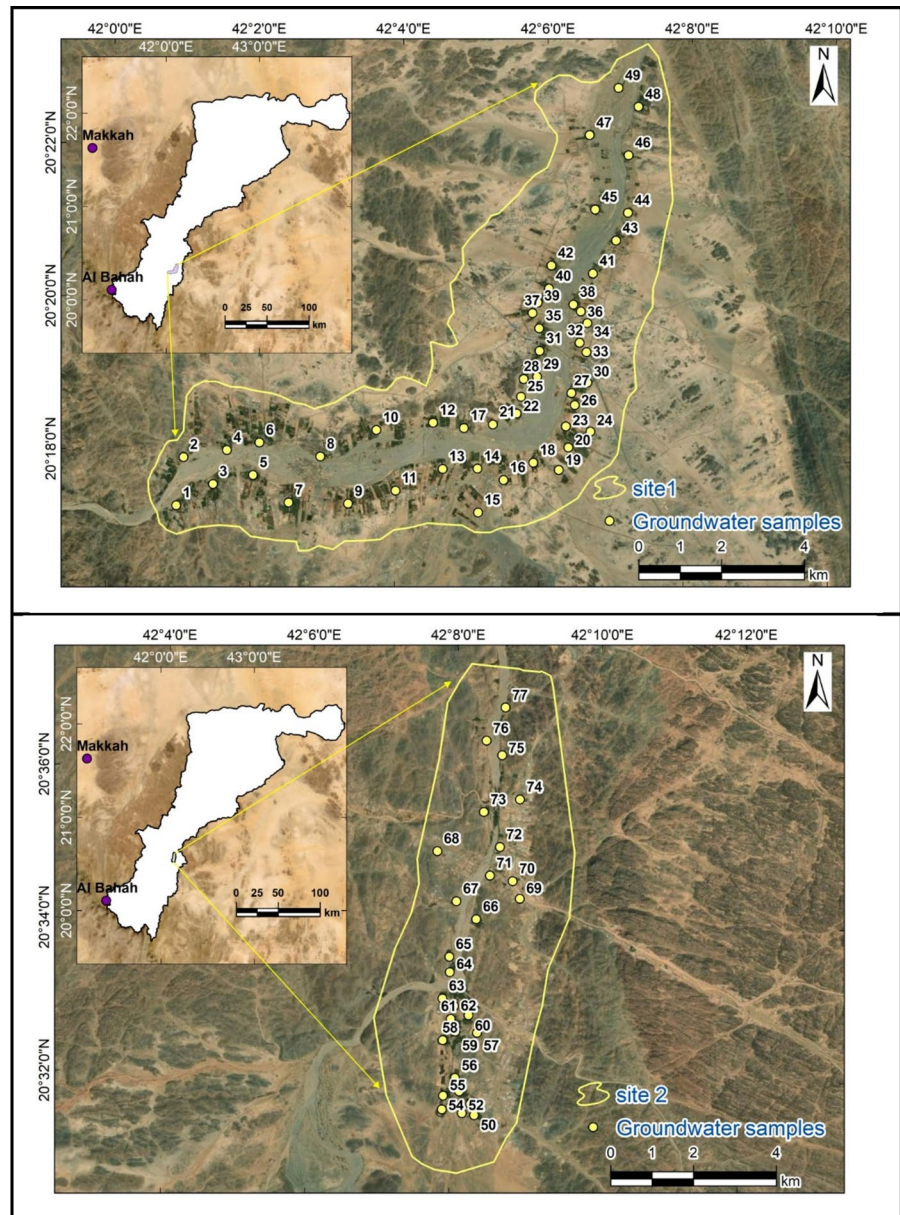 42°0'0"E
42°2'0"E
42°4'0"E
42°6'0"E
42°8'0"E
42°10'0"E
42°0'0"E
43°0'0"E
N
22°0'0"N
20°22'0"N
Makkah
21°0'0"N
20°20'0"N
20°0'0"N
Al Bahah
0 25 50 100
km
20°18'0"N
49
48
47
46
45
44
43
42
41
40
39
38
37
36
35
34
32
31
33
30
29
28
27
25
26
22
21
24
23
20
19
18
17
12
10
16
15
14
13
11
9
8
7
6
5
4
3
2
1
site1
Groundwater samples
0 1 2 4
km
42°4'0"E
42°6'0"E
42°8'0"E
42°10'0"E
42°12'0"E
42°0'0"E
43°0'0"E
N
22°0'0"N
20°36'0"N
Makkah
21°0'0"N
20°34'0"N
20°0'0"N
Al Bahah
0 25 50 100
km
20°32'0"N
77
76
75
74
73
72
68
71
70
69
67
66
65
64
63
61 62
58 60
59 57
56
55
54 52
50
site 2
Groundwater samples
0 1 2 4
km